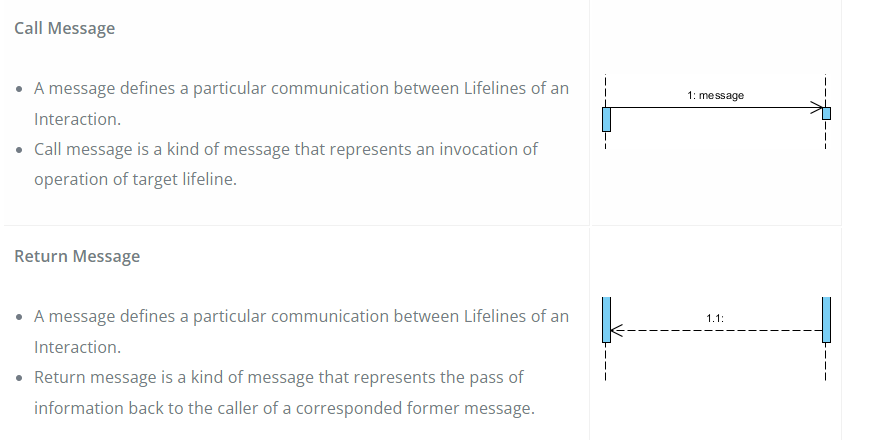 Call Message
1: message
• A message defines a particular communication between Lifelines of an
Interaction.
• Call message is a kind of message that represents an invocation of
operation of target lifeline.
Return Message
1.1:
• A message defines a particular communication between Lifelines of an
Interaction.
• Return message is a kind of message that represents the pass of
information back to the caller of a corresponded former message.